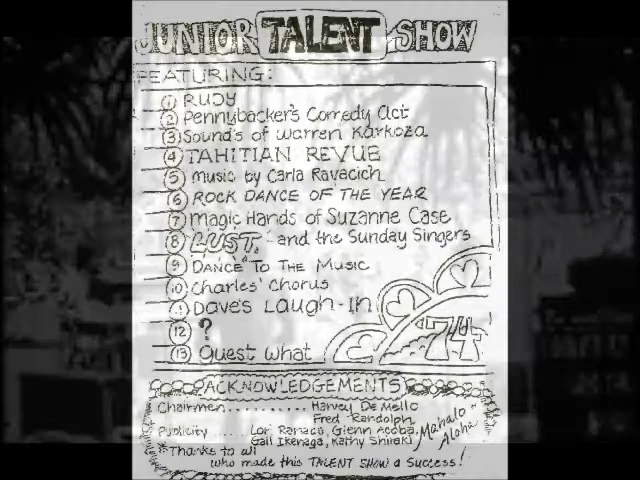 JUNIOR TALENT SHOW
FEATURING:
1 RUDY
2 Pennybacker's Comedy Act
3 Sounds of Warren Karkoza
4 TAHITIAN REVUE
5 music by Carla Ravecich
6 ROCK DANCE OF THE YEAR
7 magic Hands of Suzanne Case
8 "LUST" and the Sunday Singers
9 DANCE TO THE MUSIC
10 Charles' Chorus
11 Dave's LAUGH-IN
12 ?
13 Guest What
'74
ACKNOWLEDGEMENTS
Chairmen.......... Harvey De Mello
Fred Randolph
Publicity ..... Lori Glenn Acoba,
Gail Ikenaga, Kathy
Thanks to all
who made this TALENT SHOW a Success!
Mahalo-
Aloha